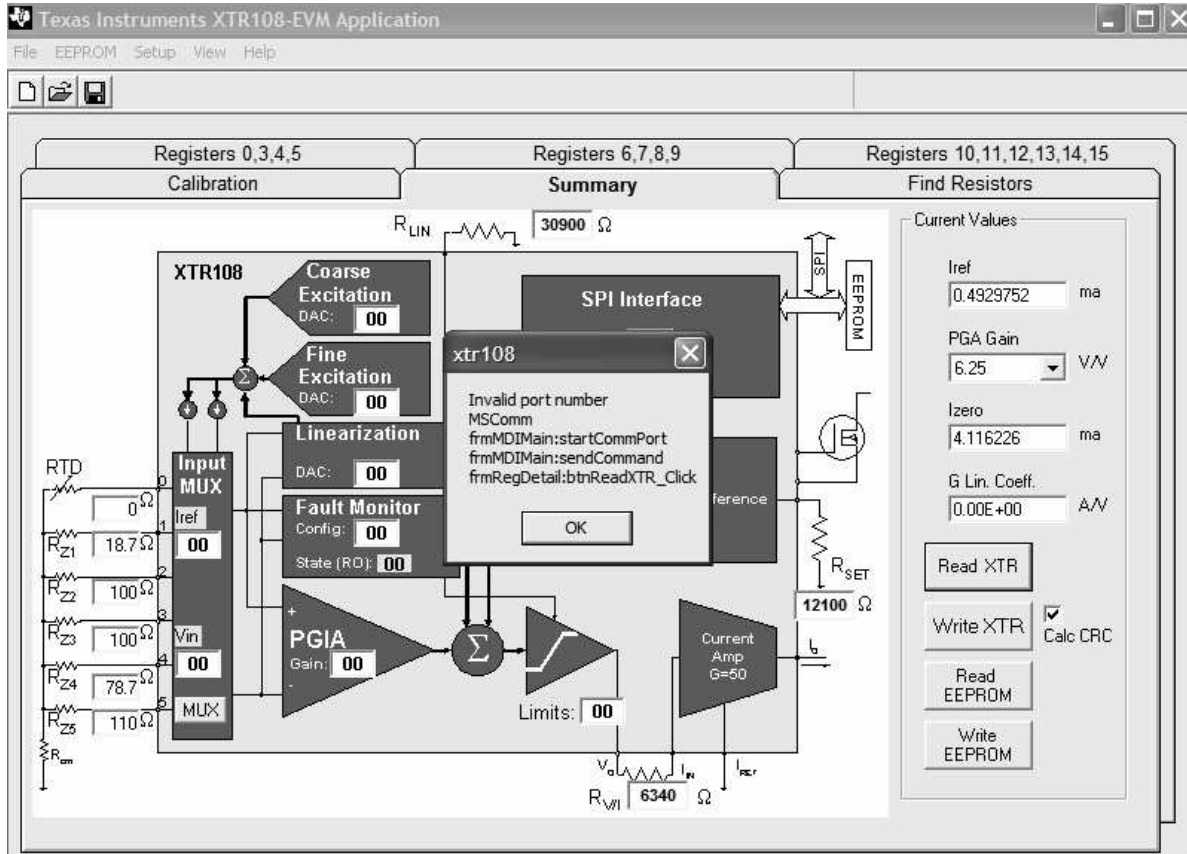 Texas Instruments XTR108-EVM Application
File EEPROM Setup View Help
Registers 0,3,4,5
Registers 6,7,8,9
Registers 10,11,12,13,14,15
Calibration
Summary
Find Resistors
RLIN
30900 Ω
XTR108
Coarse
Excitation
DAC: 00
Fine
Excitation
DAC: 00
Σ
Linearization
DAC: 00
Fault Monitor
Config: 00
State (RO): 00
SPI Interface
SPI
EEPROM
xtr108
Invalid port number
MSComm
frmMDIMain:startCommPort
frmMDIMain:sendCommand
frmRegDetail:btnReadXTR_Click
OK
RTD
0 Ω
RZ1 18.7 Ω
RZ2 100 Ω
RZ3 100 Ω
RZ4 78.7 Ω
RZ5 110 Ω
Rcm
Input
MUX
0
Iref
1
00
2
3
Vin
4
00
5
MUX
+
PGIA
Gain: 00
-
Σ
Limits: 00
ference
RSET
12100 Ω
Current
Amp
G=50
Io
Vo
IIN
IRET
RV/I 6340 Ω
Current Values
Iref
0.4929752 ma
PGA Gain
6.25 V/V
Izero
4.116226 ma
G Lin. Coeff.
0.00E+00 A/V
Read XTR
Write XTR
Calc CRC
Read
EEPROM
Write
EEPROM